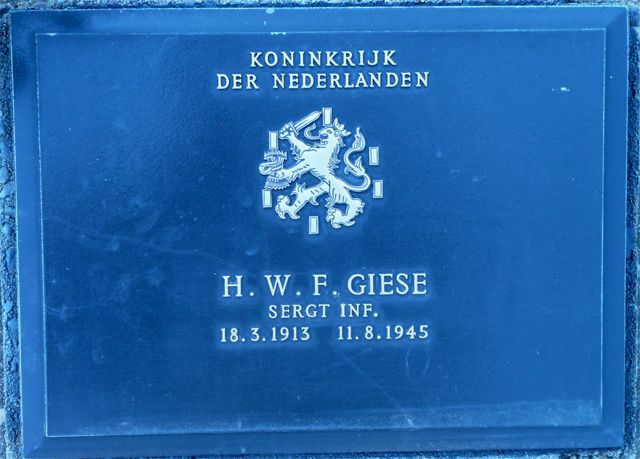 KONINKRIJK
DER NEDERLANDEN
H. W. F. GIESE
SERGT INF.
18.3.1913 11.8.1945